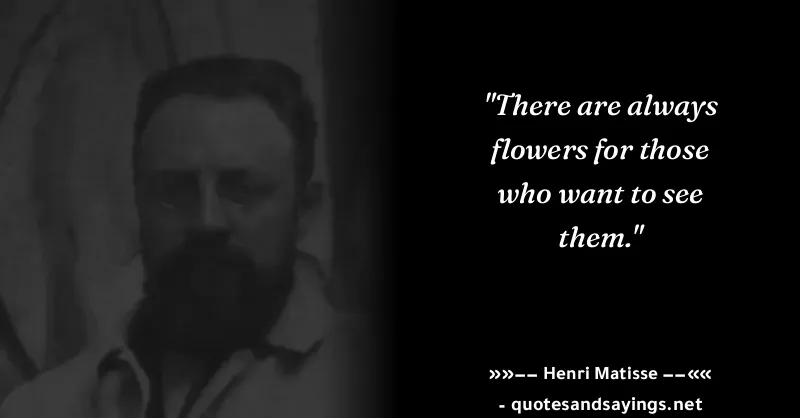 "There are always
flowers for those
who want to see
them."
»»–– Henri Matisse ––««
- quotesandsayings.net